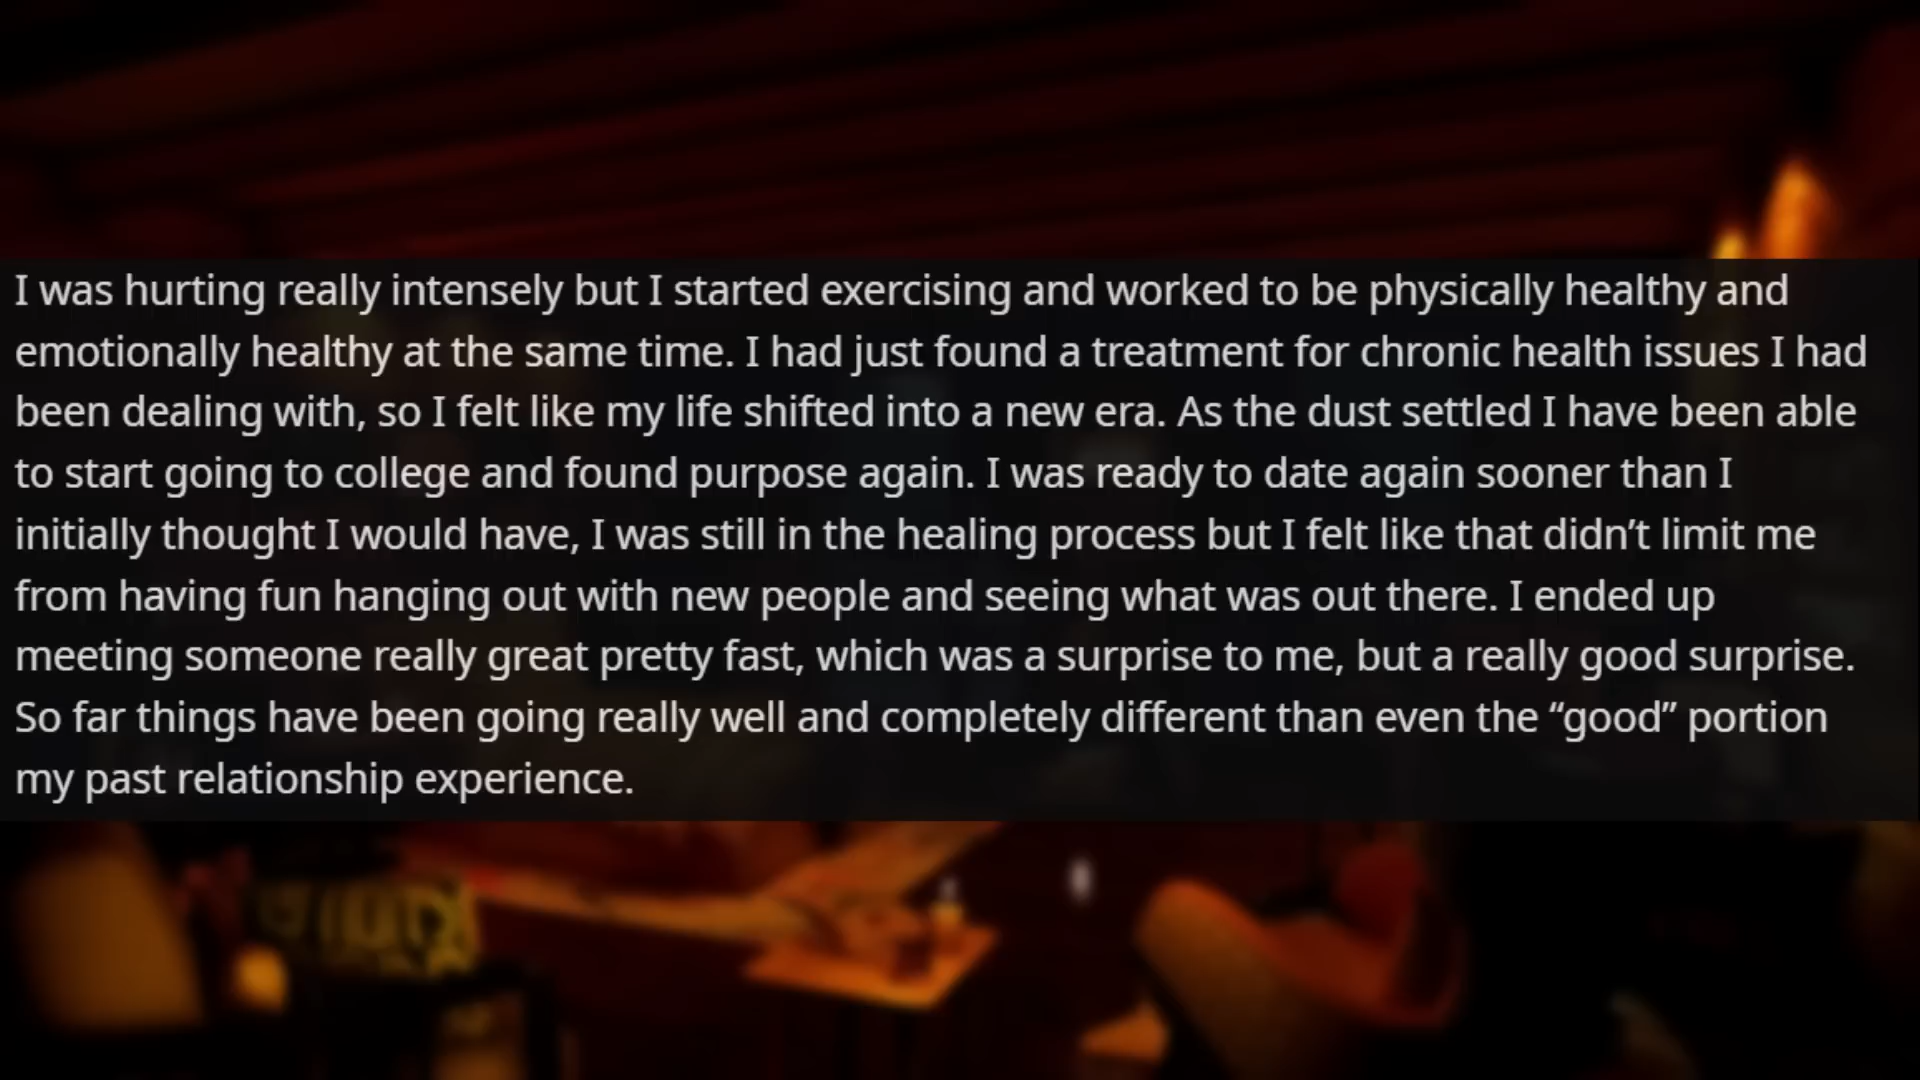 I was hurting really intensely but I started exercising and worked to be physically healthy and
emotionally healthy at the same time. I had just found a treatment for chronic health issues I had
been dealing with, so I felt like my life shifted into a new era. As the dust settled I have been able
to start going to college and found purpose again. I was ready to date again sooner than I
initially thought I would have, I was still in the healing process but I felt like that didn’t limit me
from having fun hanging out with new people and seeing what was out there. I ended up
meeting someone really great pretty fast, which was a surprise to me, but a really good surprise.
So far things have been going really well and completely different than even the “good” portion
my past relationship experience.